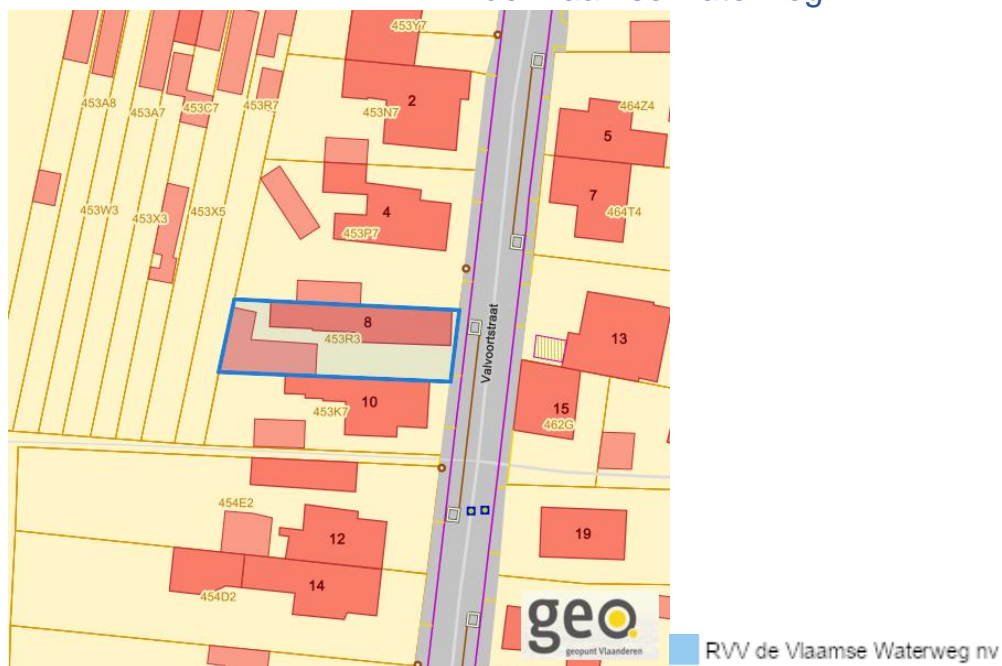 453Y7
2
453A8
453A7
453C7
453R7
453N7
464Z4
5
7
464T4
453W3
453X3
453X5
4
453P7
Valvoortstraat
8
453R3
13
10
453K7
15
462G
454E2
12
19
14
454D2
geo
geopunt Vlaanderen
RVV de Vlaamse Waterweg nv